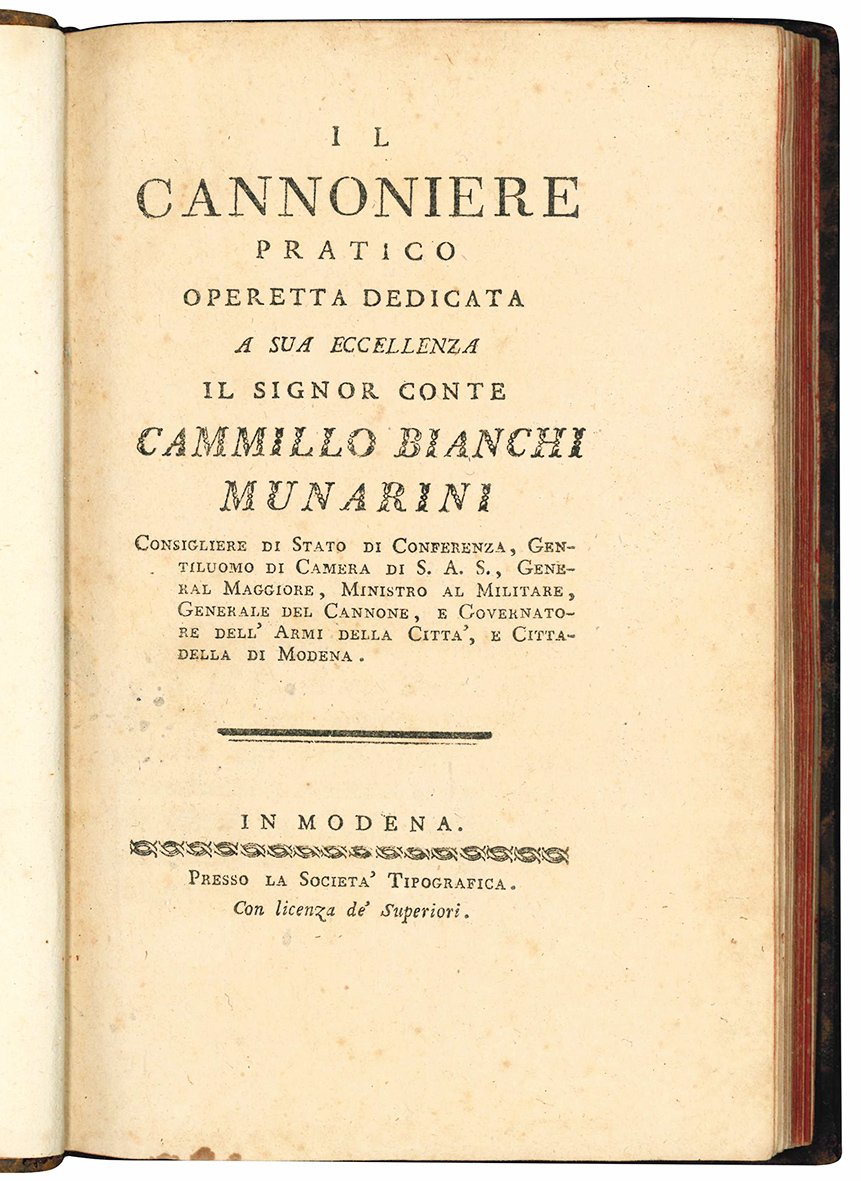 IL
CANNONIERE
PRATICO
OPERETTA DEDICATA
A SUA ECCELLENZA
IL SIGNOR CONTE
CAMMILLO BIANCHI
MUNARINI
CONSIGLIERE DI STATO DI CONFERENZA, GEN-
TILUOMO DI CAMERA DI S. A. S., GENE-
RAL MAGGIORE, MINISTRO AL MILITARE,
GENERALE DEL CANNONE, E GOVERNATO-
RE DELL' ARMI DELLA CITTA', E CITTA-
DELLA DI MODENA.
IN MODENA.
PRESSO LA SOCIETA' TIPOGRAFICA.
Con licenza de' Superiori.